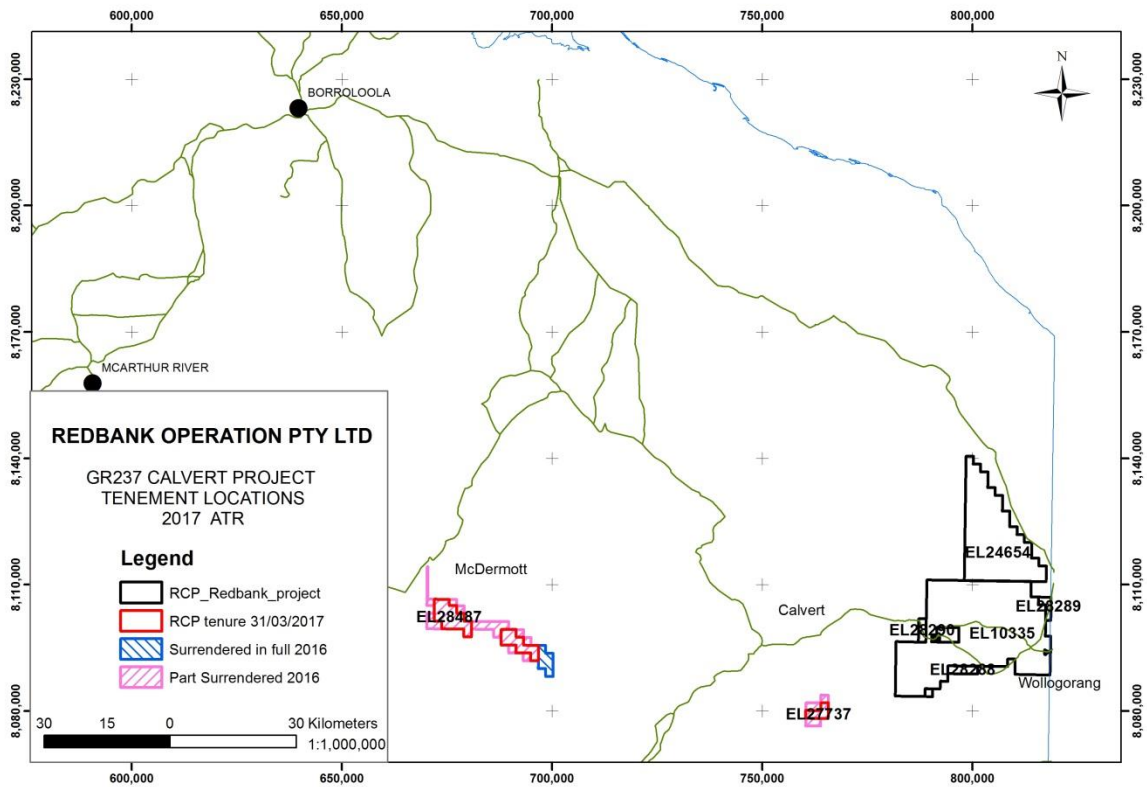 600,000 650,000 700,000 750,000 800,000
N
8,230,000 8,230,000
BORROLOOLA
8,200,000 8,200,000
8,170,000 8,170,000
MCARTHUR RIVER
REDBANK OPERATION PTY LTD
GR237 CALVERT PROJECT
TENEMENT LOCATIONS
2017 ATR
Legend
RCP_Redbank_project
RCP tenure 31/03/2017
Surrendered in full 2016
Part Surrendered 2016
30 15 0 30 Kilometers
1:1,000,000
8,140,000 8,140,000
EL24654
McDermott
8,110,000 8,110,000
EL28487
Calvert
EL28289
EL28290
EL10335
EL28288
Wollogorang
EL27737
8,080,000 8,080,000
600,000 650,000 700,000 750,000 800,000